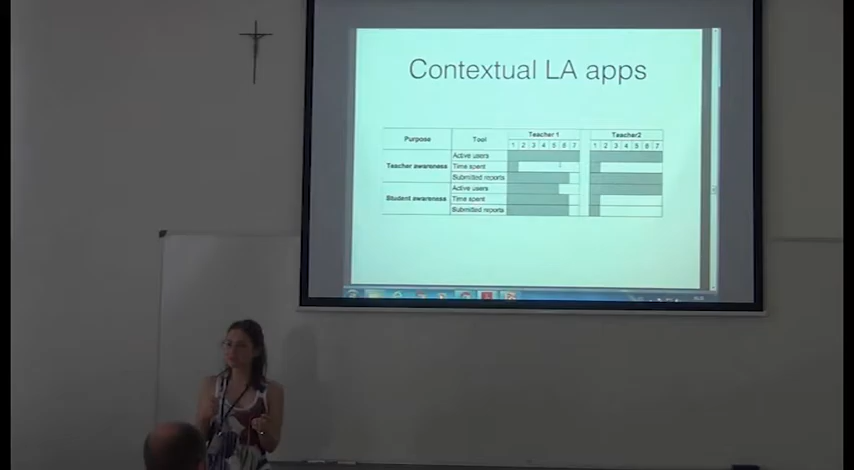 Contextual LA apps
Purpose Tool Teacher 1 Teacher2
1 2 3 4 5 6 7 1 2 3 4 5 6 7
Active users
Teacher awareness Time spent
Submitted reports
Active users
Student awareness Time spent
Submitted reports